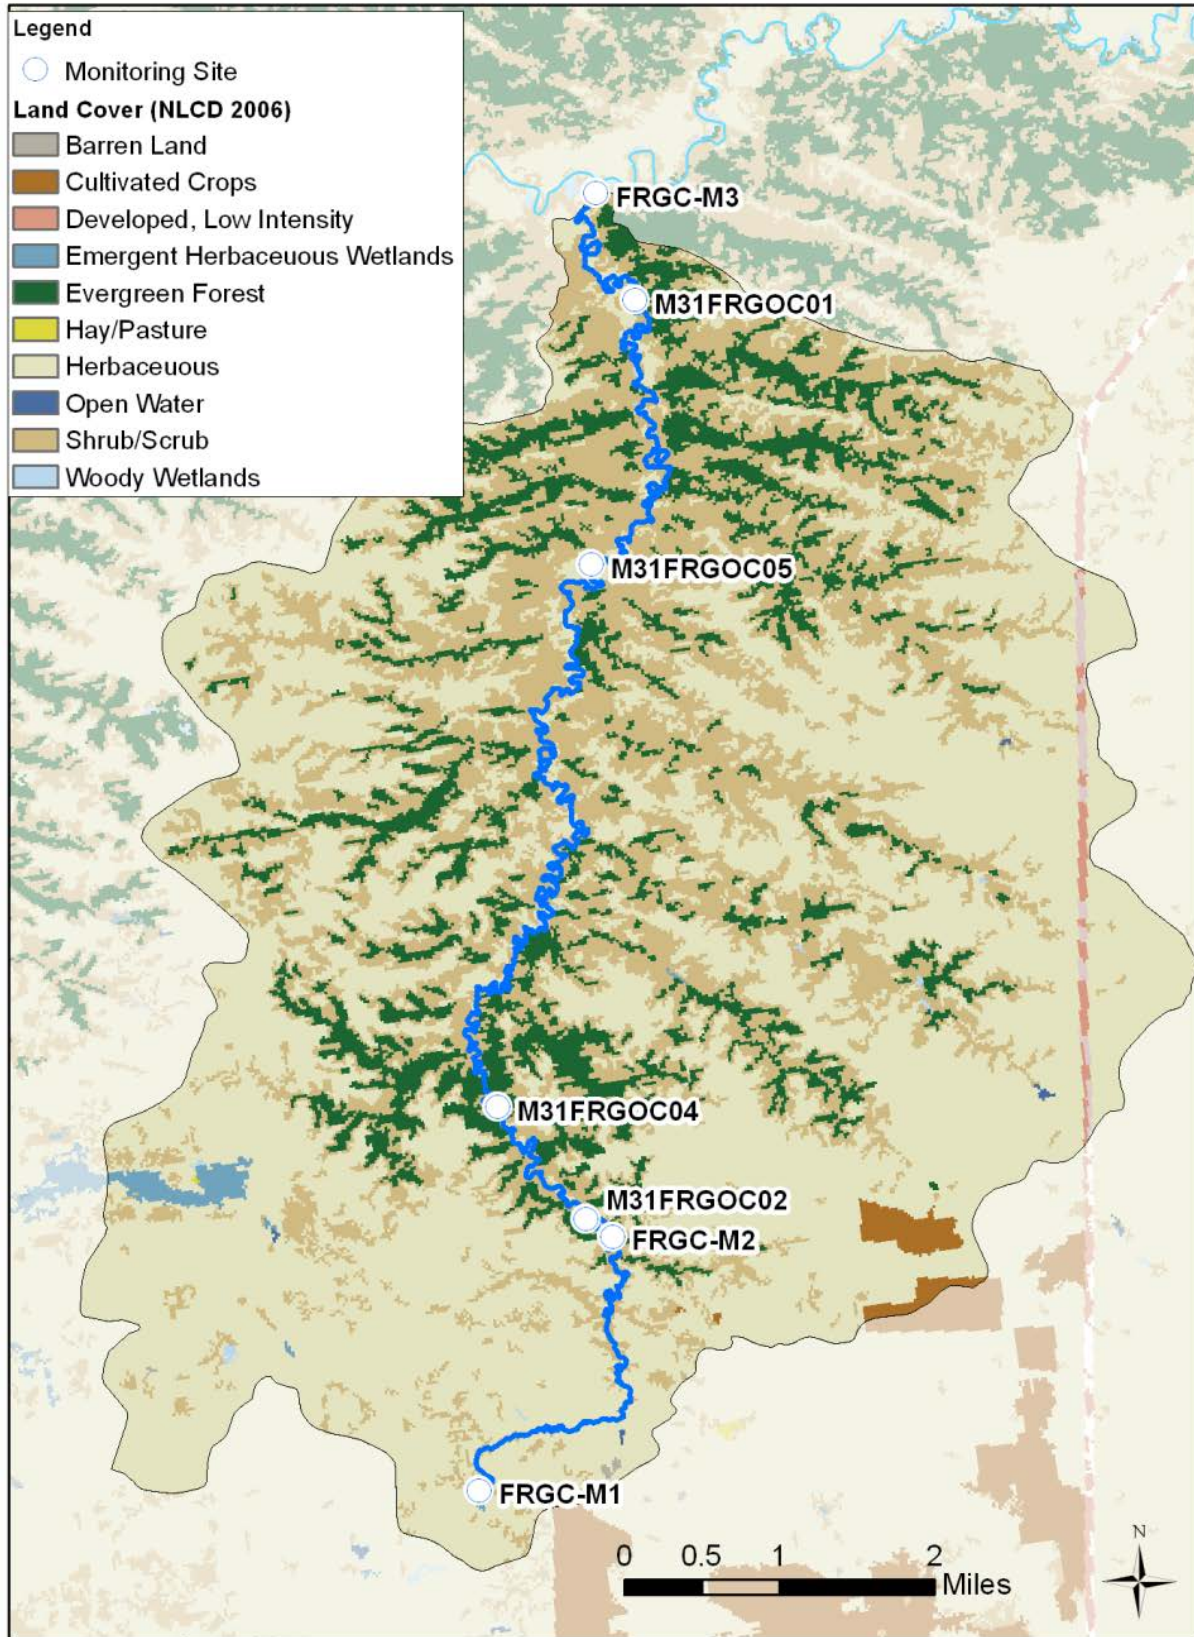 Legend
Monitoring Site
Land Cover (NLCD 2006)
Barren Land
Cultivated Crops
Developed, Low Intensity
Emergent Herbaceuous Wetlands
Evergreen Forest
Hay/Pasture
Herbaceuous
Open Water
Shrub/Scrub
Woody Wetlands
FRGC-M3
M31FRGOC01
M31FRGOC05
M31FRGOC04
M31FRGOC02
FRGC-M2
FRGC-M1
N
0 0.5 1 2
Miles